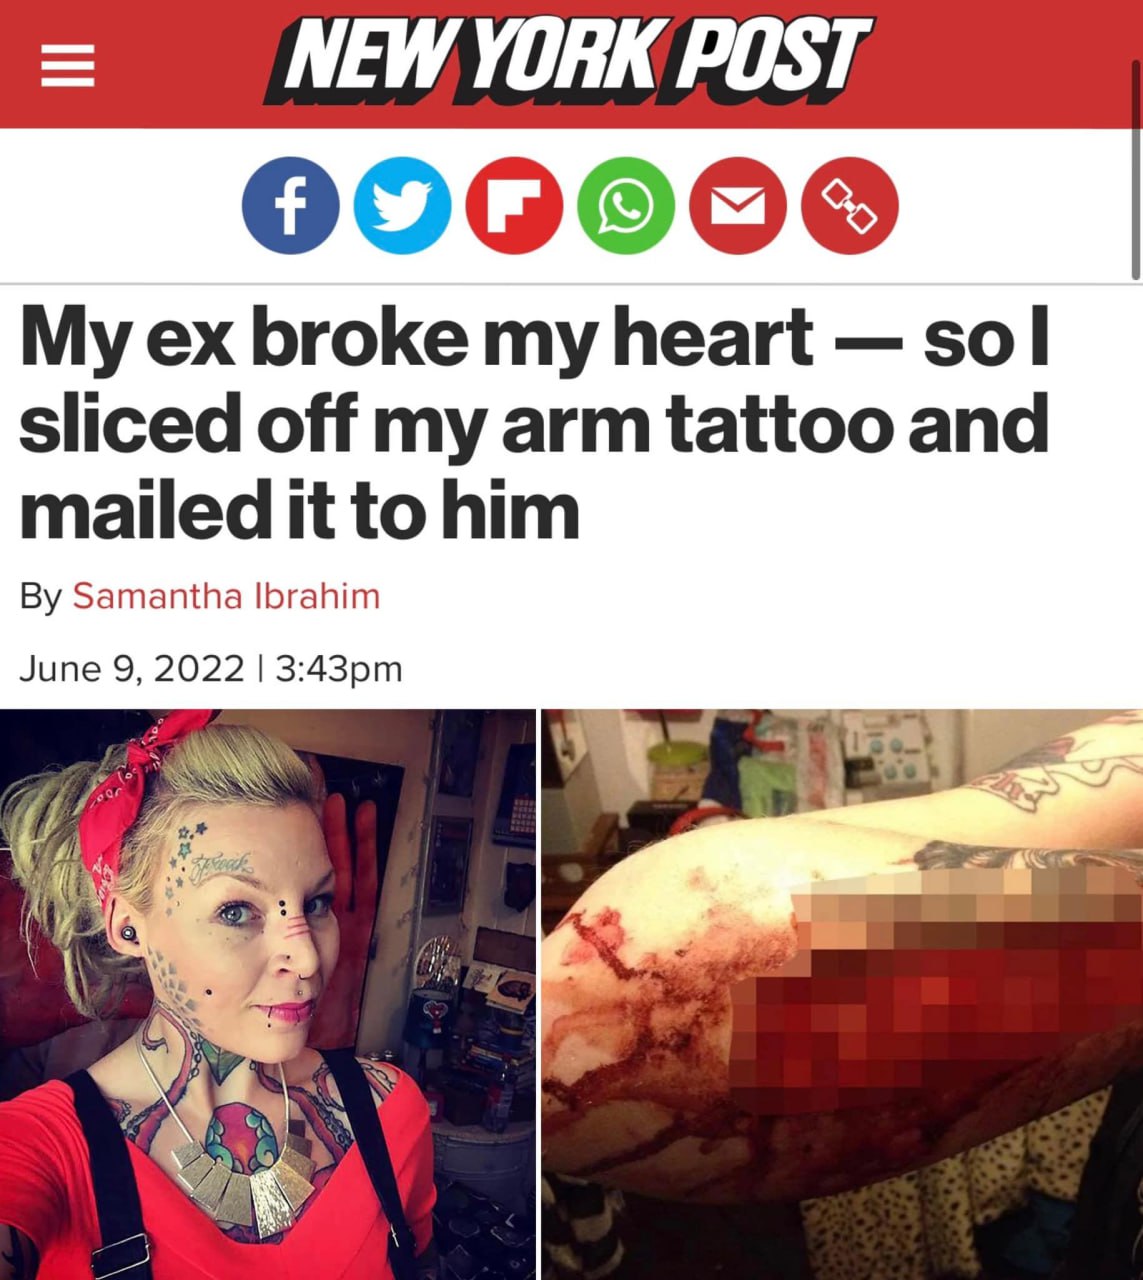 NEW YORK POST
My ex broke my heart — so I
sliced off my arm tattoo and
mailed it to him
By Samantha Ibrahim
June 9, 2022 | 3:43pm
Freak